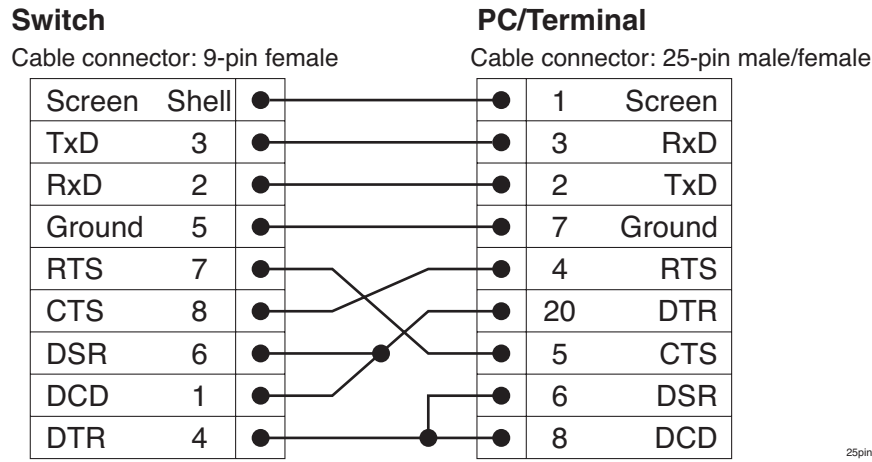 Switch PC/Terminal
Cable connector: 9-pin female Cable connector: 25-pin male/female
Screen Shell 1 Screen
TxD 3 3 RxD
RxD 2 2 TxD
Ground 5 7 Ground
RTS 7 4 RTS
CTS 8 20 DTR
DSR 6 5 CTS
DCD 1 6 DSR
DTR 4 8 DCD
25pin